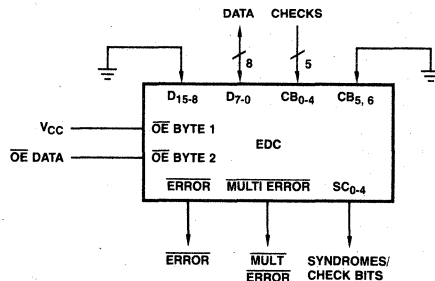 DATA CHECKS
8 5
D15-8 D7-0 CB0-4 CB5, 6
VCC OE BYTE 1
EDC
OE DATA OE BYTE 2
ERROR MULTI ERROR SC0-4
ERROR MULT SYNDROMES/
ERROR CHECK BITS